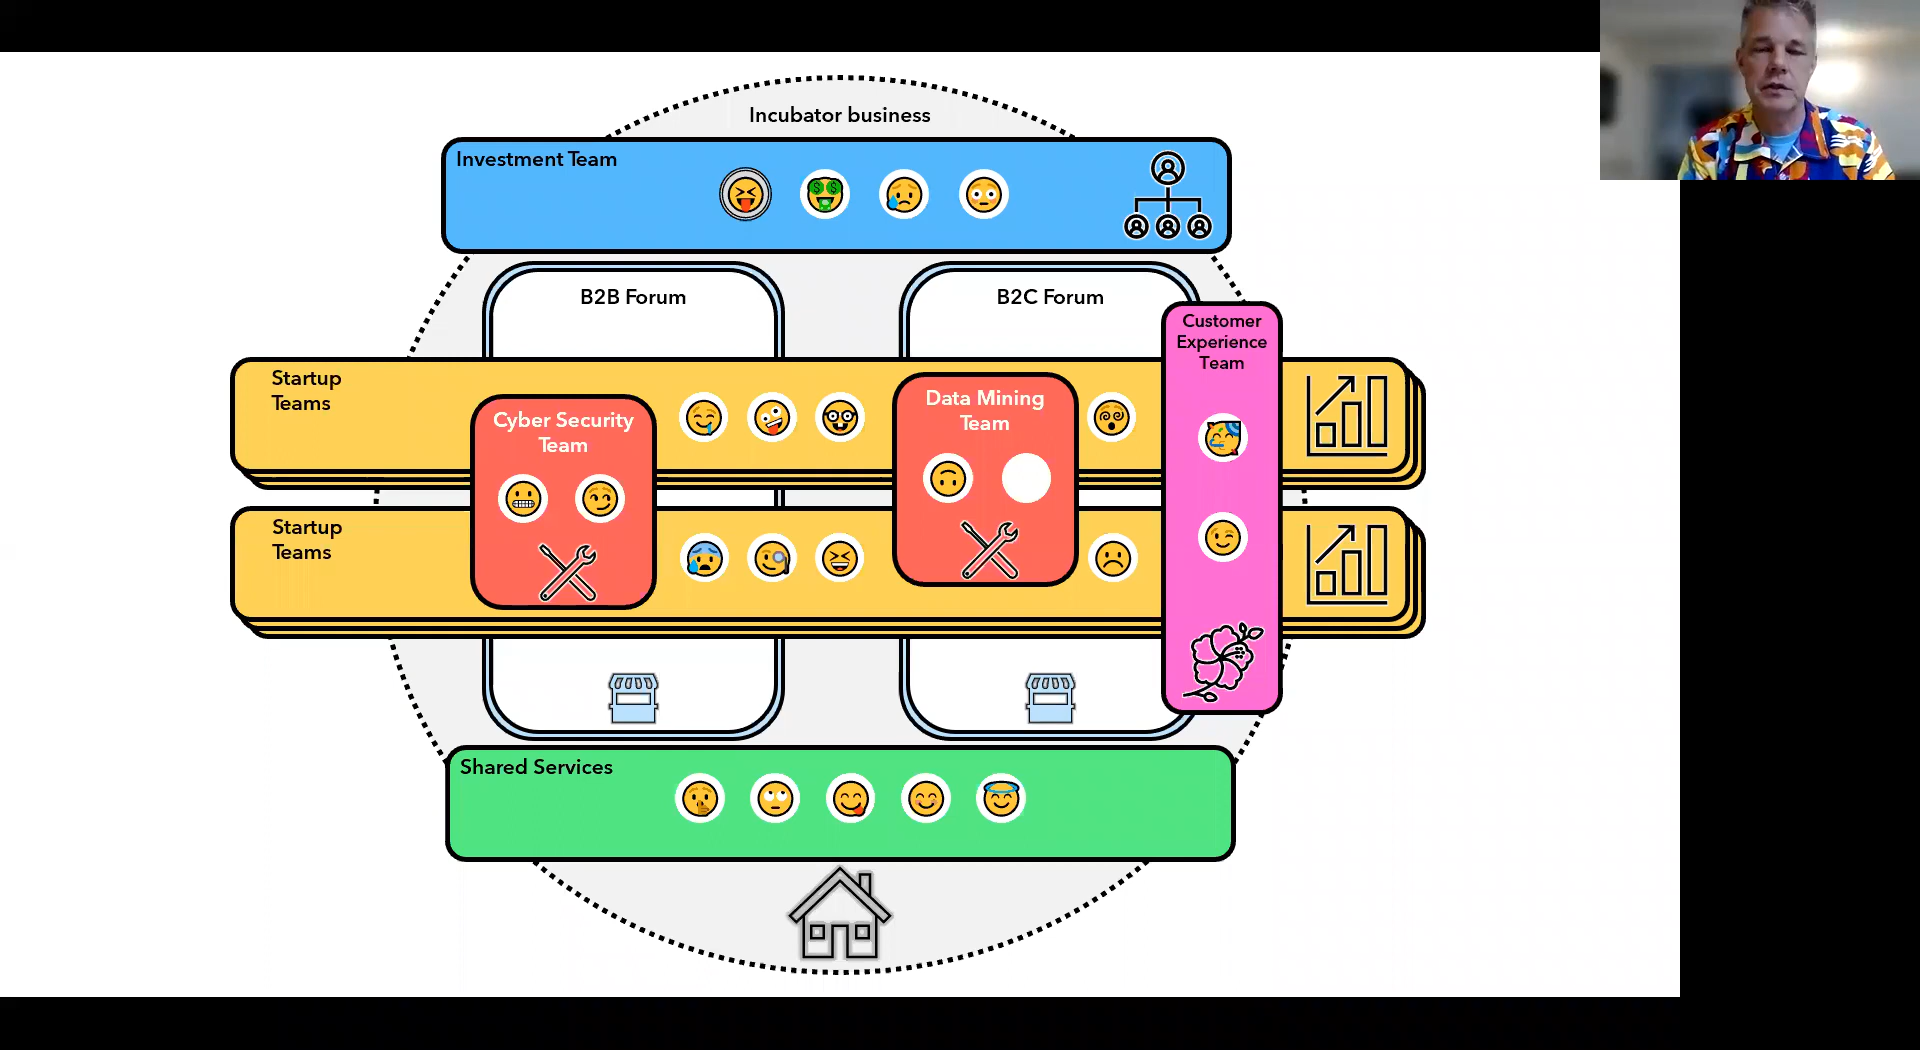 Incubator business
Investment Team
B2B Forum
B2C Forum
Customer
Experience
Team
Startup
Teams
Cyber Security
Team
Data Mining
Team
Startup
Teams
Shared Services